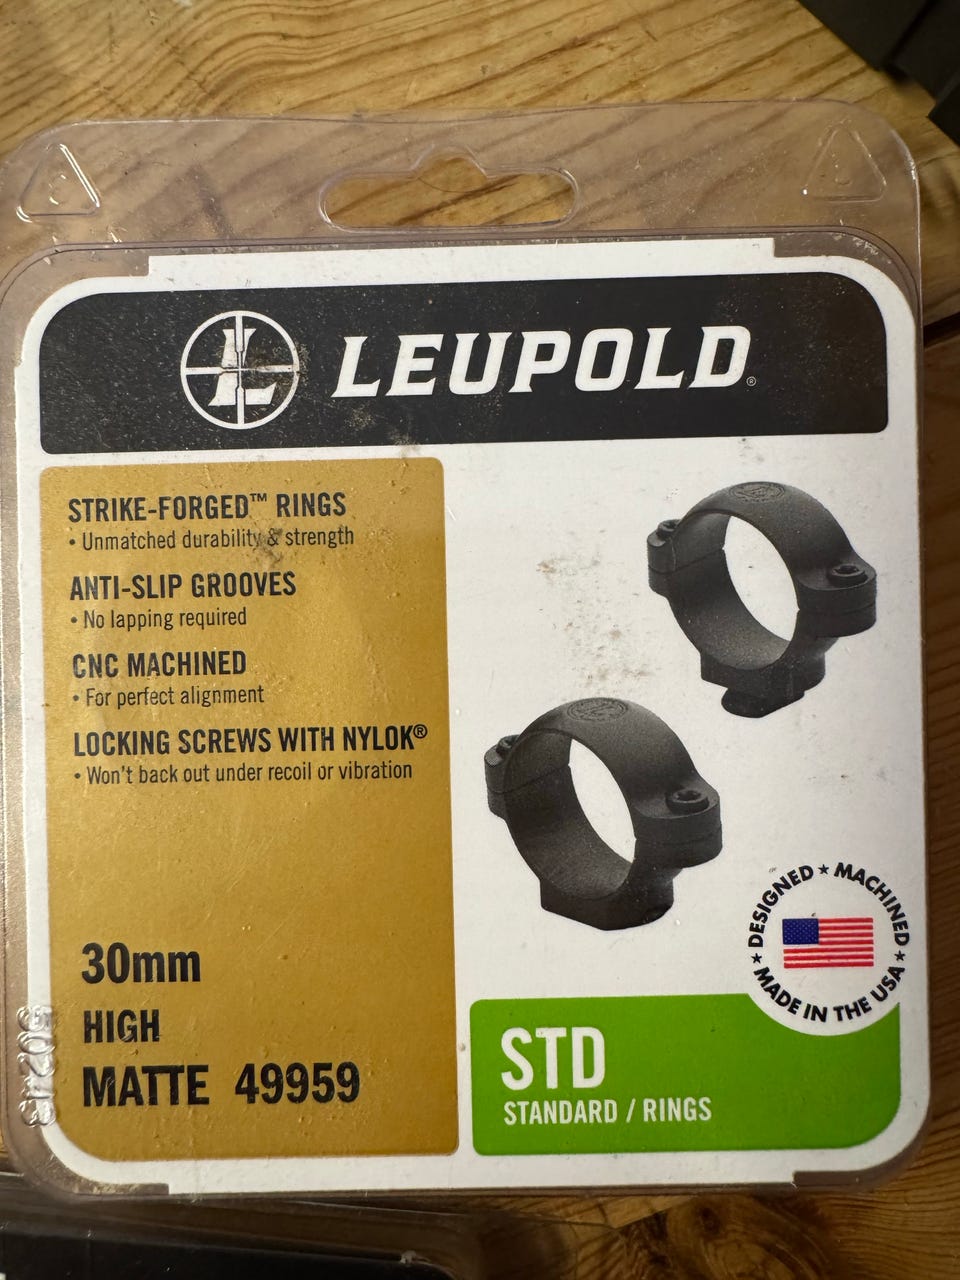 LEUPOLD®
STRIKE-FORGED™ RINGS
• Unmatched durability & strength
ANTI-SLIP GROOVES
• No lapping required
CNC MACHINED
• For perfect alignment
LOCKING SCREWS WITH NYLOK®
• Won't back out under recoil or vibration
30mm
HIGH
MATTE 49959
DESIGNED ★ MACHINED ★ MADE IN THE USA ★
STD
STANDARD / RINGS